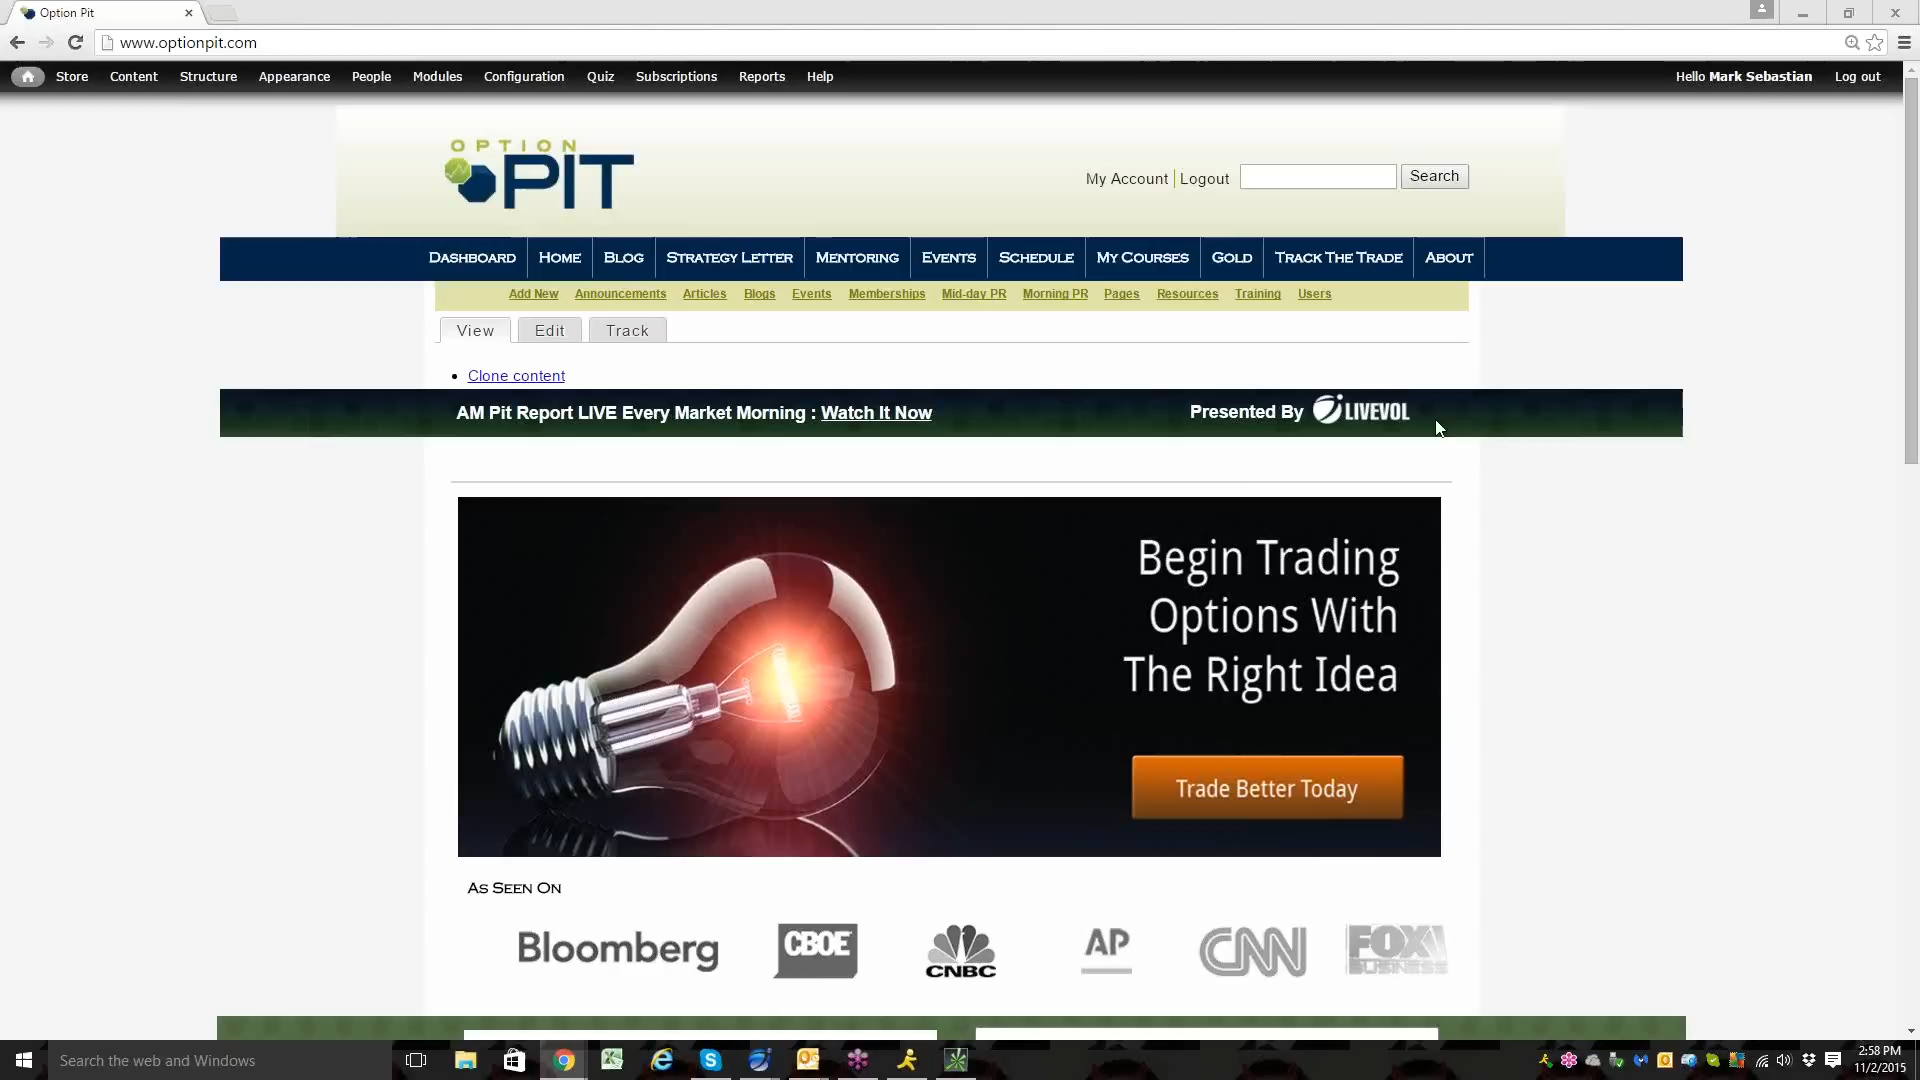 Option Pit
www.optionpit.com
Store Content Structure Appearance People Modules Configuration Quiz Subscriptions Reports Help Hello Mark Sebastian Log out
OPTION
PIT
My Account Logout Search
DASHBOARD HOME BLOG STRATEGY LETTER MENTORING EVENTS SCHEDULE MY COURSES GOLD TRACK THE TRADE ABOUT
Add New Announcements Articles Blogs Events Memberships Mid-day PR Morning PR Pages Resources Training Users
View Edit Track
Clone content
AM Pit Report LIVE Every Market Morning : Watch It Now Presented By LIVEVOL
Begin Trading
Options With
The Right Idea
Trade Better Today
AS SEEN ON
Bloomberg CBOE CNBC AP CNN FOX BUSINESS
Search the web and Windows
2:58 PM
11/2/2015